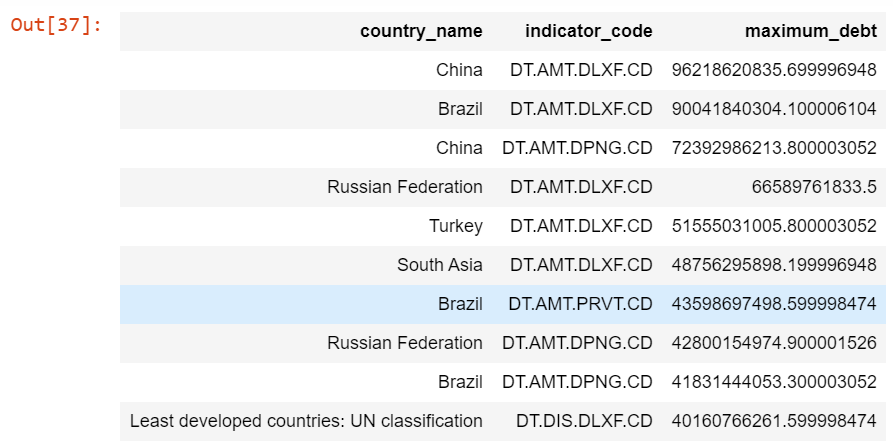 Out[37]:
country_name indicator_code maximum_debt
China DT.AMT.DLXF.CD 96218620835.699996948
Brazil DT.AMT.DLXF.CD 90041840304.100006104
China DT.AMT.DPNG.CD 72392986213.800003052
Russian Federation DT.AMT.DLXF.CD 66589761833.5
Turkey DT.AMT.DLXF.CD 51555031005.800003052
South Asia DT.AMT.DLXF.CD 48756295898.199996948
Brazil DT.AMT.PRVT.CD 43598697498.599998474
Russian Federation DT.AMT.DPNG.CD 42800154974.900001526
Brazil DT.AMT.DPNG.CD 41831444053.300003052
Least developed countries: UN classification DT.DIS.DLXF.CD 40160766261.599998474